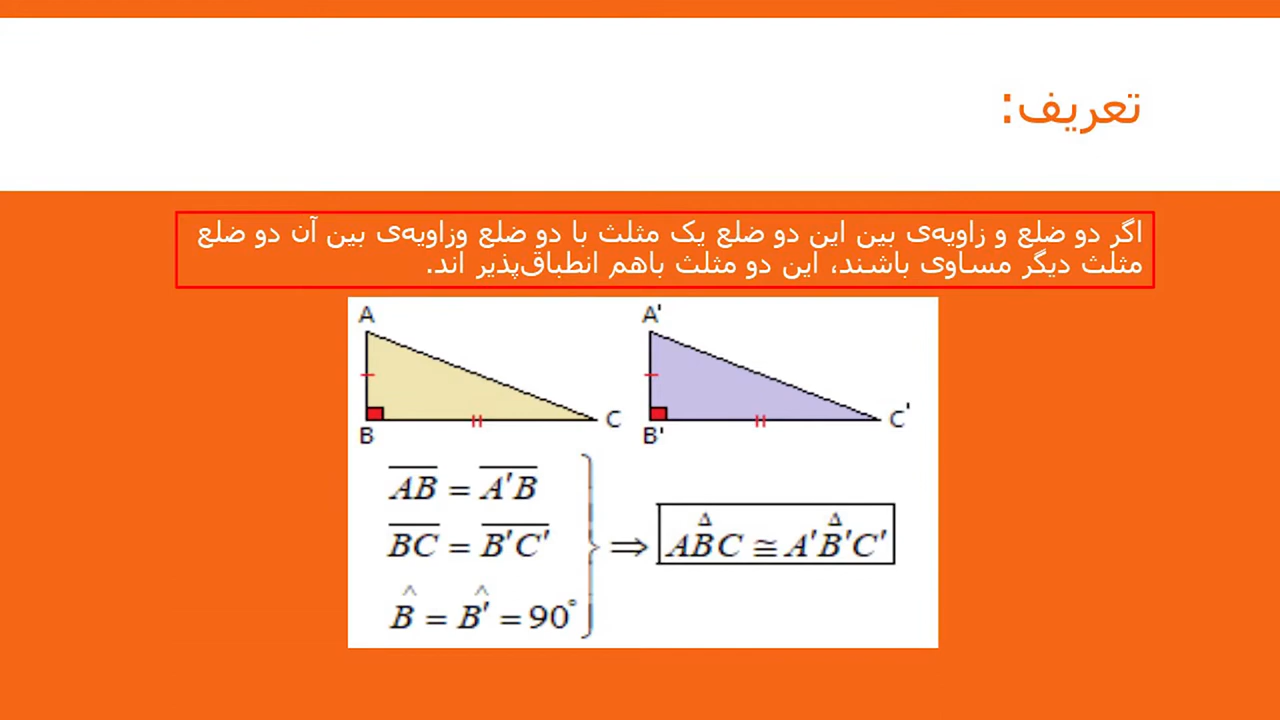 تعریف:
اگر دو ضلع و زاویه‌ی بین این دو ضلع یک مثلث با دو ضلع وزاویه‌ی بین آن دو ضلع
مثلث دیگر مساوی باشند، این دو مثلث باهم انطباق‌پذیر اند.
A A'
B C B' C'
AB = A'B
BC = B'C'
B̂ = B̂' = 90°
} ⇒ ABC ≅ A'B'C'